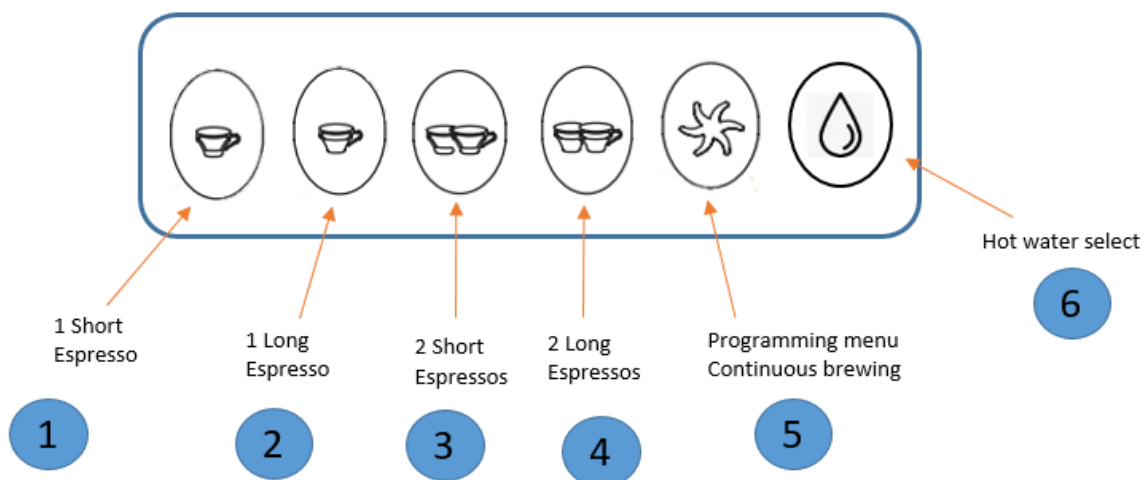 Hot water select
6
1 Short
Espresso
1 Long
Espresso
2 Short
Espressos
2 Long
Espressos
Programming menu
Continuous brewing
1
2
3
4
5